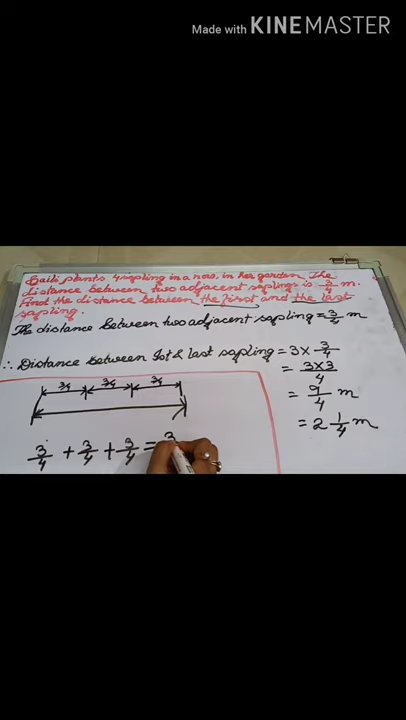 Made with KINEMASTER
Saili plants 4 sapling in a row, in her garden. The
distance between two adjacent saplings is 3/4 m.
Find the distance between the first and the last
sapling.
The distance between two adjacent sapling = 3/4 m
∴ Distance between 1st & last sapling = 3 × 3/4
= 3×3/4
= 9/4 m
= 2 1/4 m
3/4 3/4 3/4
3/4 + 3/4 + 3/4 = 3